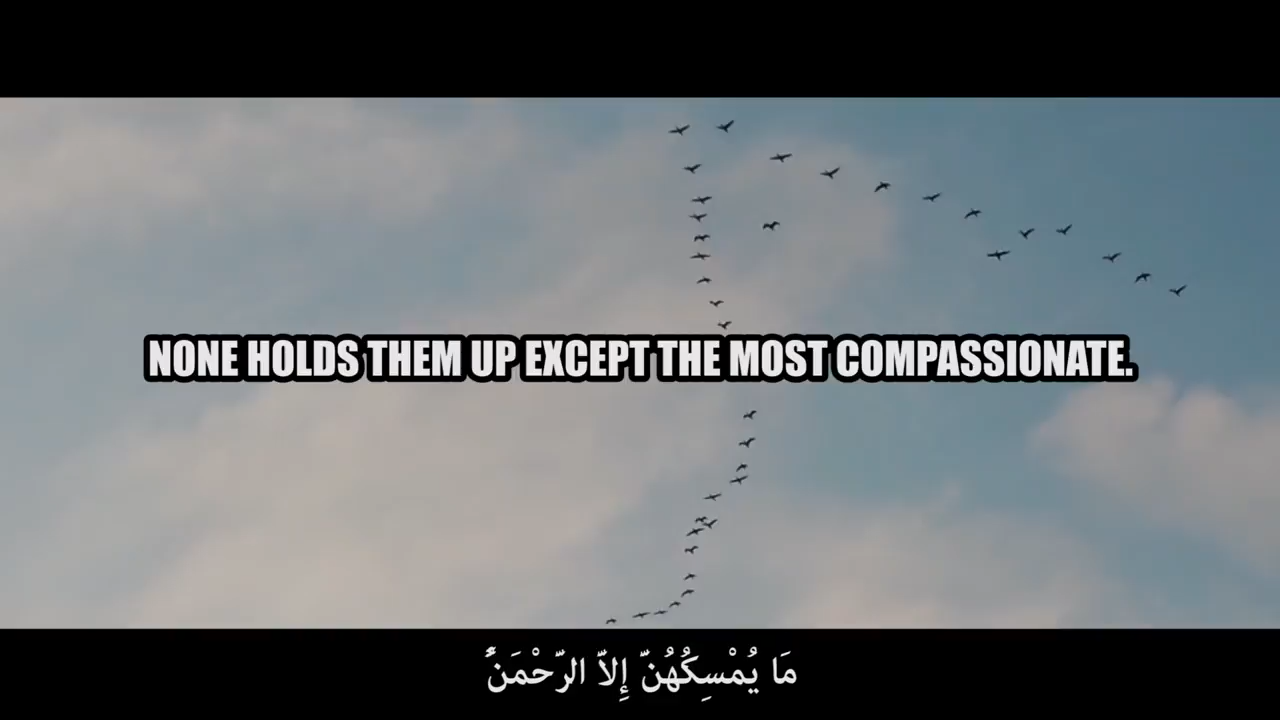 NONE HOLDS THEM UP EXCEPT THE MOST COMPASSIONATE.
مَا يُمْسِكُهُنَّ إِلاَّ الرَّحْمَنُ